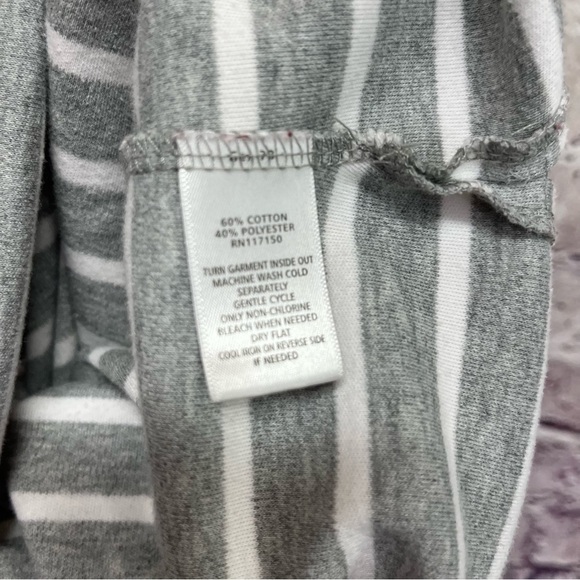 60% COTTON
40% POLYESTER
RN117150
TURN GARMENT INSIDE OUT
MACHINE WASH COLD
SEPARATELY
GENTLE CYCLE
ONLY NON-CHLORINE
BLEACH WHEN NEEDED
DRY FLAT
COOL IRON ON REVERSE SIDE
IF NEEDED